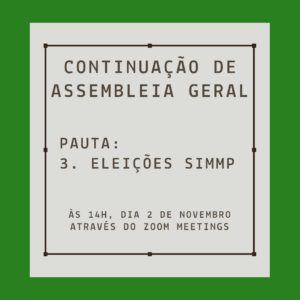 CONTINUAÇÃO DE
ASSEMBLEIA GERAL
PAUTA:
3. ELEIÇÕES SIMMP
ÀS 14H, DIA 2 DE NOVEMBRO
ATRAVÉS DO ZOOM MEETINGS